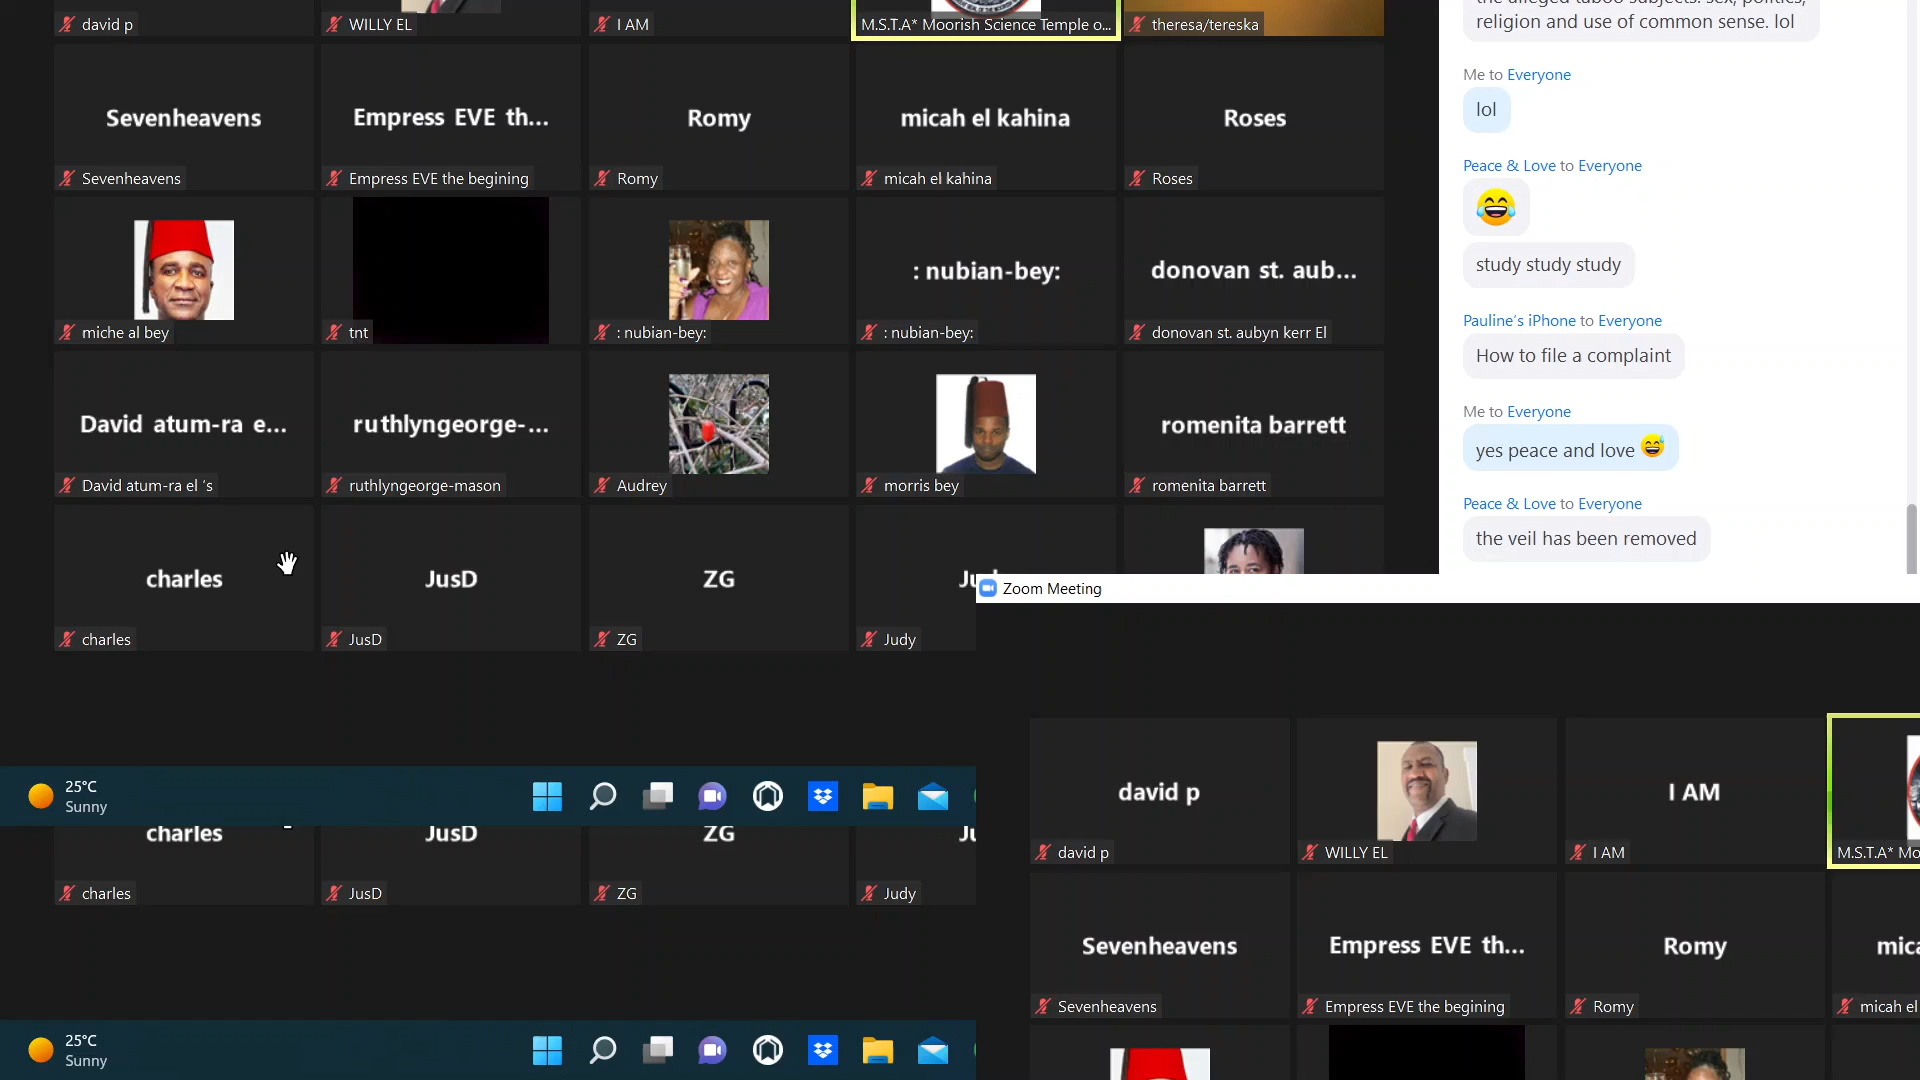 david p
WILLY EL
I AM
M.S.T.A* Moorish Science Temple o...
theresa/tereska
Sevenheavens
Empress EVE th...
Romy
micah el kahina
Roses
Sevenheavens
Empress EVE the begining
Romy
micah el kahina
Roses
: nubian-bey:
donovan st. aub...
miche al bey
tnt
: nubian-bey:
: nubian-bey:
donovan st. aubyn kerr El
David atum-ra e...
ruthlyngeorge-...
romenita barrett
David atum-ra el 's
ruthlyngeorge-mason
Audrey
morris bey
romenita barrett
charles
JusD
ZG
charles
JusD
ZG
Judy
the alleged taboo subjects: sex, politics,
religion and use of common sense. lol
Me to Everyone
lol
Peace & Love to Everyone
study study study
Pauline's iPhone to Everyone
How to file a complaint
Me to Everyone
yes peace and love
Peace & Love to Everyone
the veil has been removed
25°C
Sunny
charles
JusD
ZG
charles
JusD
ZG
Judy
25°C
Sunny
Zoom Meeting
david p
I AM
david p
WILLY EL
I AM
M.S.T.A* Mo
Sevenheavens
Empress EVE th...
Romy
mica
Sevenheavens
Empress EVE the begining
Romy
micah el